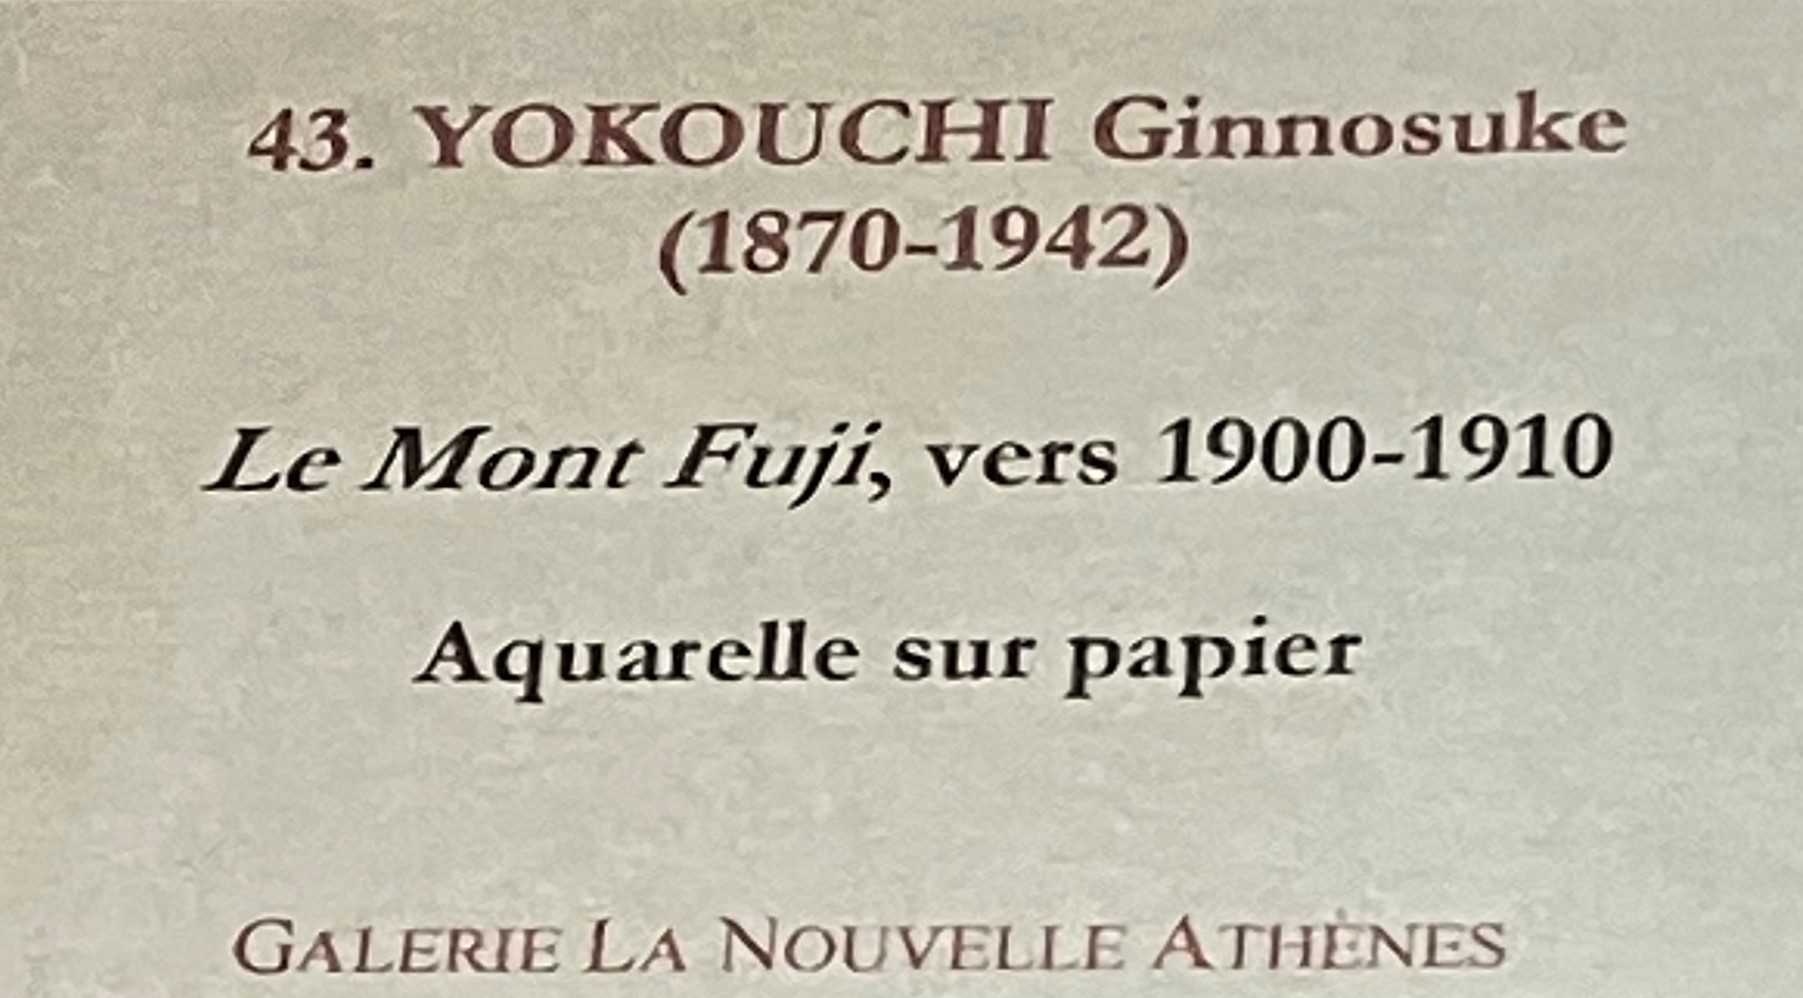 43. YOKOUCHI Ginnosuke
(1870-1942)
Le Mont Fuji, vers 1900-1910
Aquarelle sur papier
GALERIE LA NOUVELLE ATHÈNES